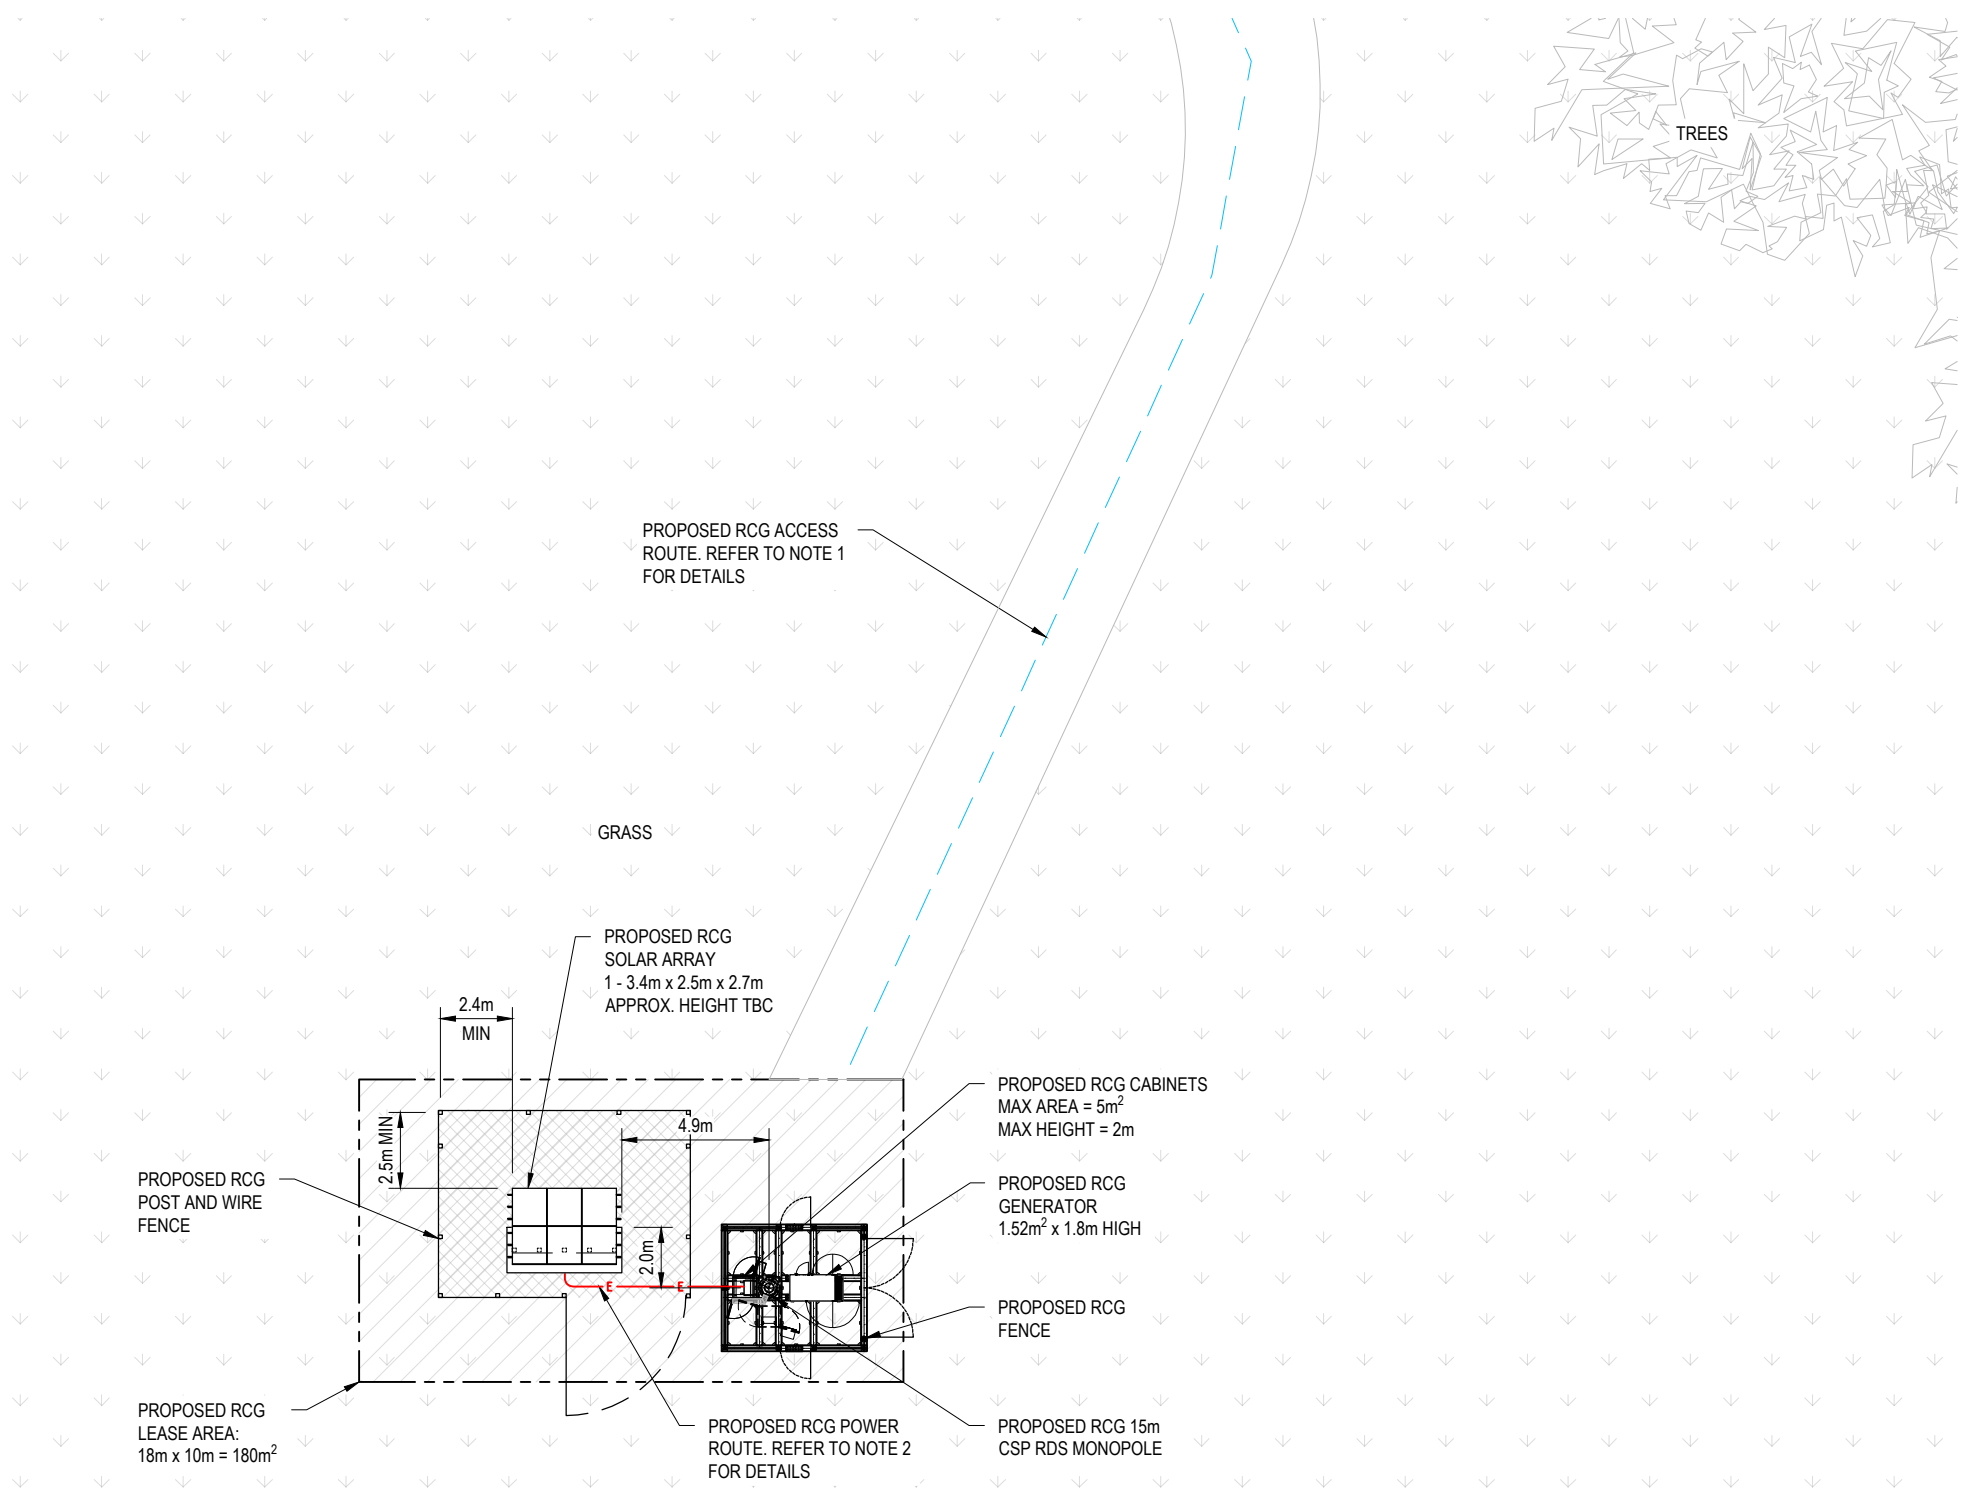 TREES
PROPOSED RCG ACCESS
ROUTE. REFER TO NOTE 1
FOR DETAILS
GRASS
PROPOSED RCG
SOLAR ARRAY
1 - 3.4m x 2.5m x 2.7m
APPROX. HEIGHT TBC
2.4m
MIN
2.5m MIN
4.9m
2.0m
E
E
PROPOSED RCG CABINETS
MAX AREA = 5m²
MAX HEIGHT = 2m
PROPOSED RCG
POST AND WIRE
FENCE
PROPOSED RCG
GENERATOR
1.52m² x 1.8m HIGH
PROPOSED RCG
FENCE
PROPOSED RCG
LEASE AREA:
18m x 10m = 180m²
PROPOSED RCG POWER
ROUTE. REFER TO NOTE 2
FOR DETAILS
PROPOSED RCG 15m
CSP RDS MONOPOLE